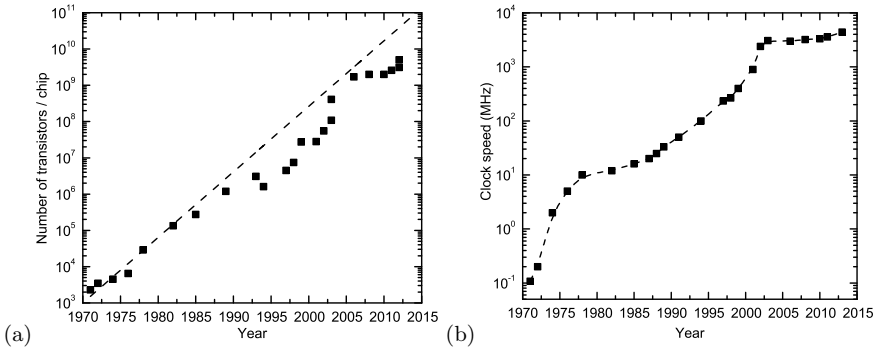 10^11
10^10
10^9
10^8
10^7
10^6
10^5
10^4
10^3
Number of transistors / chip
1970 1975 1980 1985 1990 1995 2000 2005 2010 2015
Year
(a)
10^4
10^3
10^2
10^1
10^0
10^-1
Clock speed (MHz)
1970 1975 1980 1985 1990 1995 2000 2005 2010 2015
Year
(b)